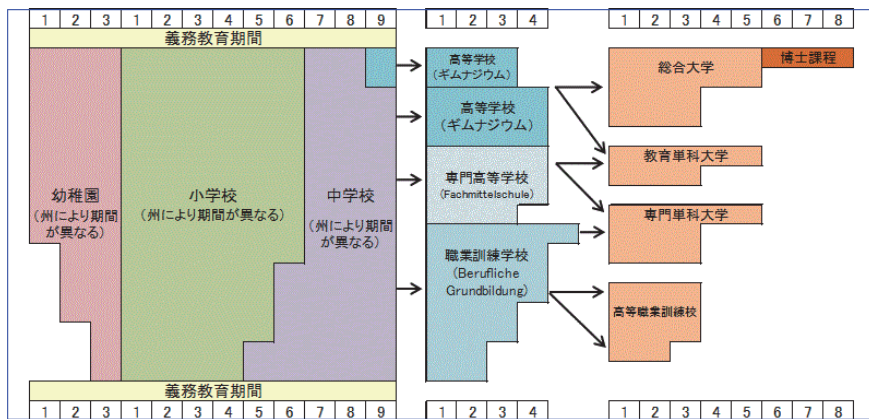 1 2 3 1 2 3 4 5 6 7 8 9 1 2 3 4 1 2 3 4 5 6 7 8
義務教育期間
幼稚園
(州により期間
が異なる)
小学校
(州により期間が異なる)
中学校
(州により期間
が異なる)
高等学校
(ギムナジウム)
高等学校
(ギムナジウム)
専門高等学校
(Fachmittelschule)
職業訓練学校
(Berufliche
Grundbildung)
総合大学
博士課程
教育単科大学
専門単科大学
高等職業訓練校
義務教育期間
1 2 3 1 2 3 4 5 6 7 8 9 1 2 3 4 1 2 3 4 5 6 7 8